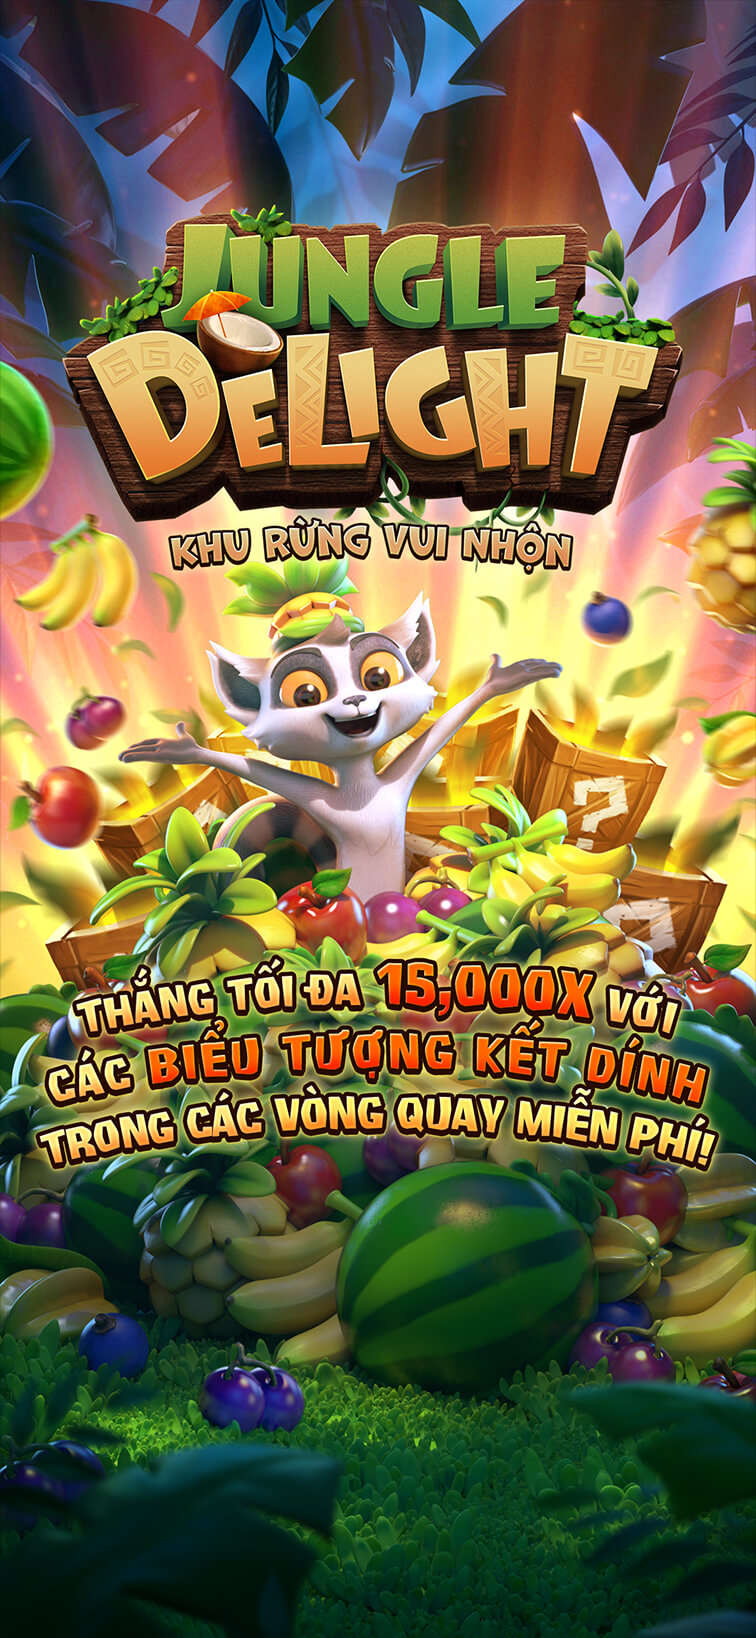 JUNGLE
DELIGHT
KHU RỪNG VUI NHỘN
THẮNG TỐI ĐA 15,000X VỚI
CÁC BIỂU TƯỢNG KẾT DÍNH
TRONG CÁC VÒNG QUAY MIỄN PHÍ!
?
?